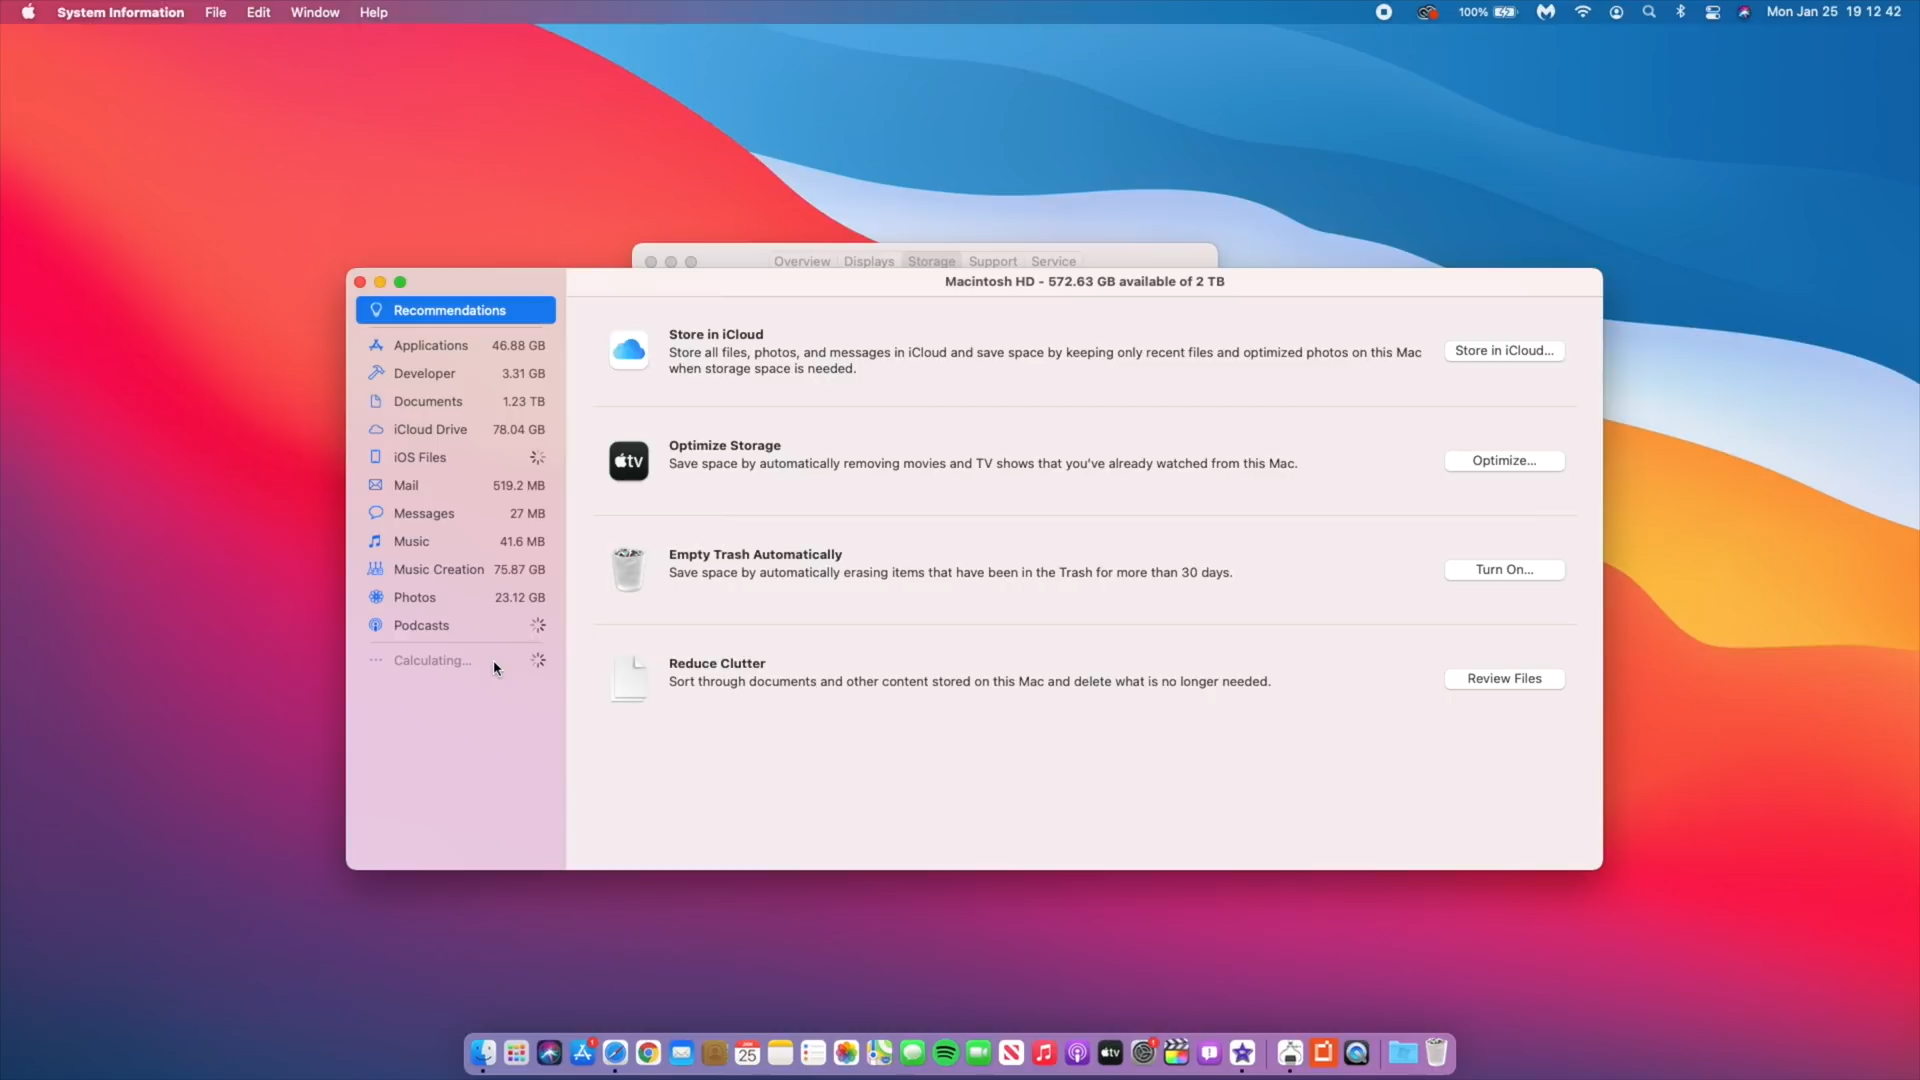 System Information File Edit Window Help
100% Mon Jan 25 19 12 42
Overview Displays Storage Support Service
Macintosh HD - 572.63 GB available of 2 TB
Recommendations
Applications 46.88 GB
Developer 3.31 GB
Documents 1.23 TB
iCloud Drive 78.04 GB
iOS Files
Mail 519.2 MB
Messages 27 MB
Music 41.6 MB
Music Creation 75.87 GB
Photos 23.12 GB
Podcasts
Calculating...
Store in iCloud
Store all files, photos, and messages in iCloud and save space by keeping only recent files and optimized photos on this Mac
when storage space is needed.
Store in iCloud...
tv
Optimize Storage
Save space by automatically removing movies and TV shows that you've already watched from this Mac.
Optimize...
Empty Trash Automatically
Save space by automatically erasing items that have been in the Trash for more than 30 days.
Turn On...
Reduce Clutter
Sort through documents and other content stored on this Mac and delete what is no longer needed.
Review Files
25
tv